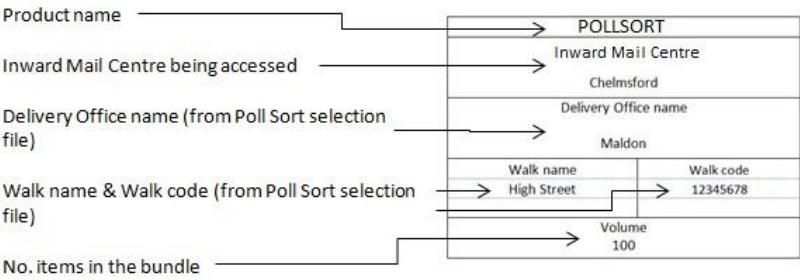 Product name
Inward Mail Centre being accessed
Delivery Office name (from Poll Sort selection
file)
Walk name & Walk code (from Poll Sort selection
file)
No. items in the bundle
POLLSORT
Inward Mail Centre
Chelmsford
Delivery Office name
Maldon
Walk name Walk code
High Street 12345678
Volume
100